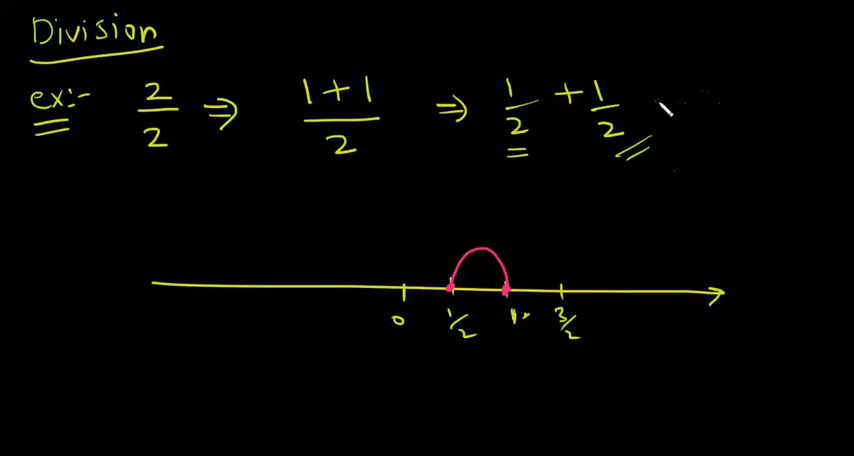 Division
ex:- 2/2 ⇒ 1+1/2 ⇒ 1/2 + 1/2
0 1/2 1 3/2